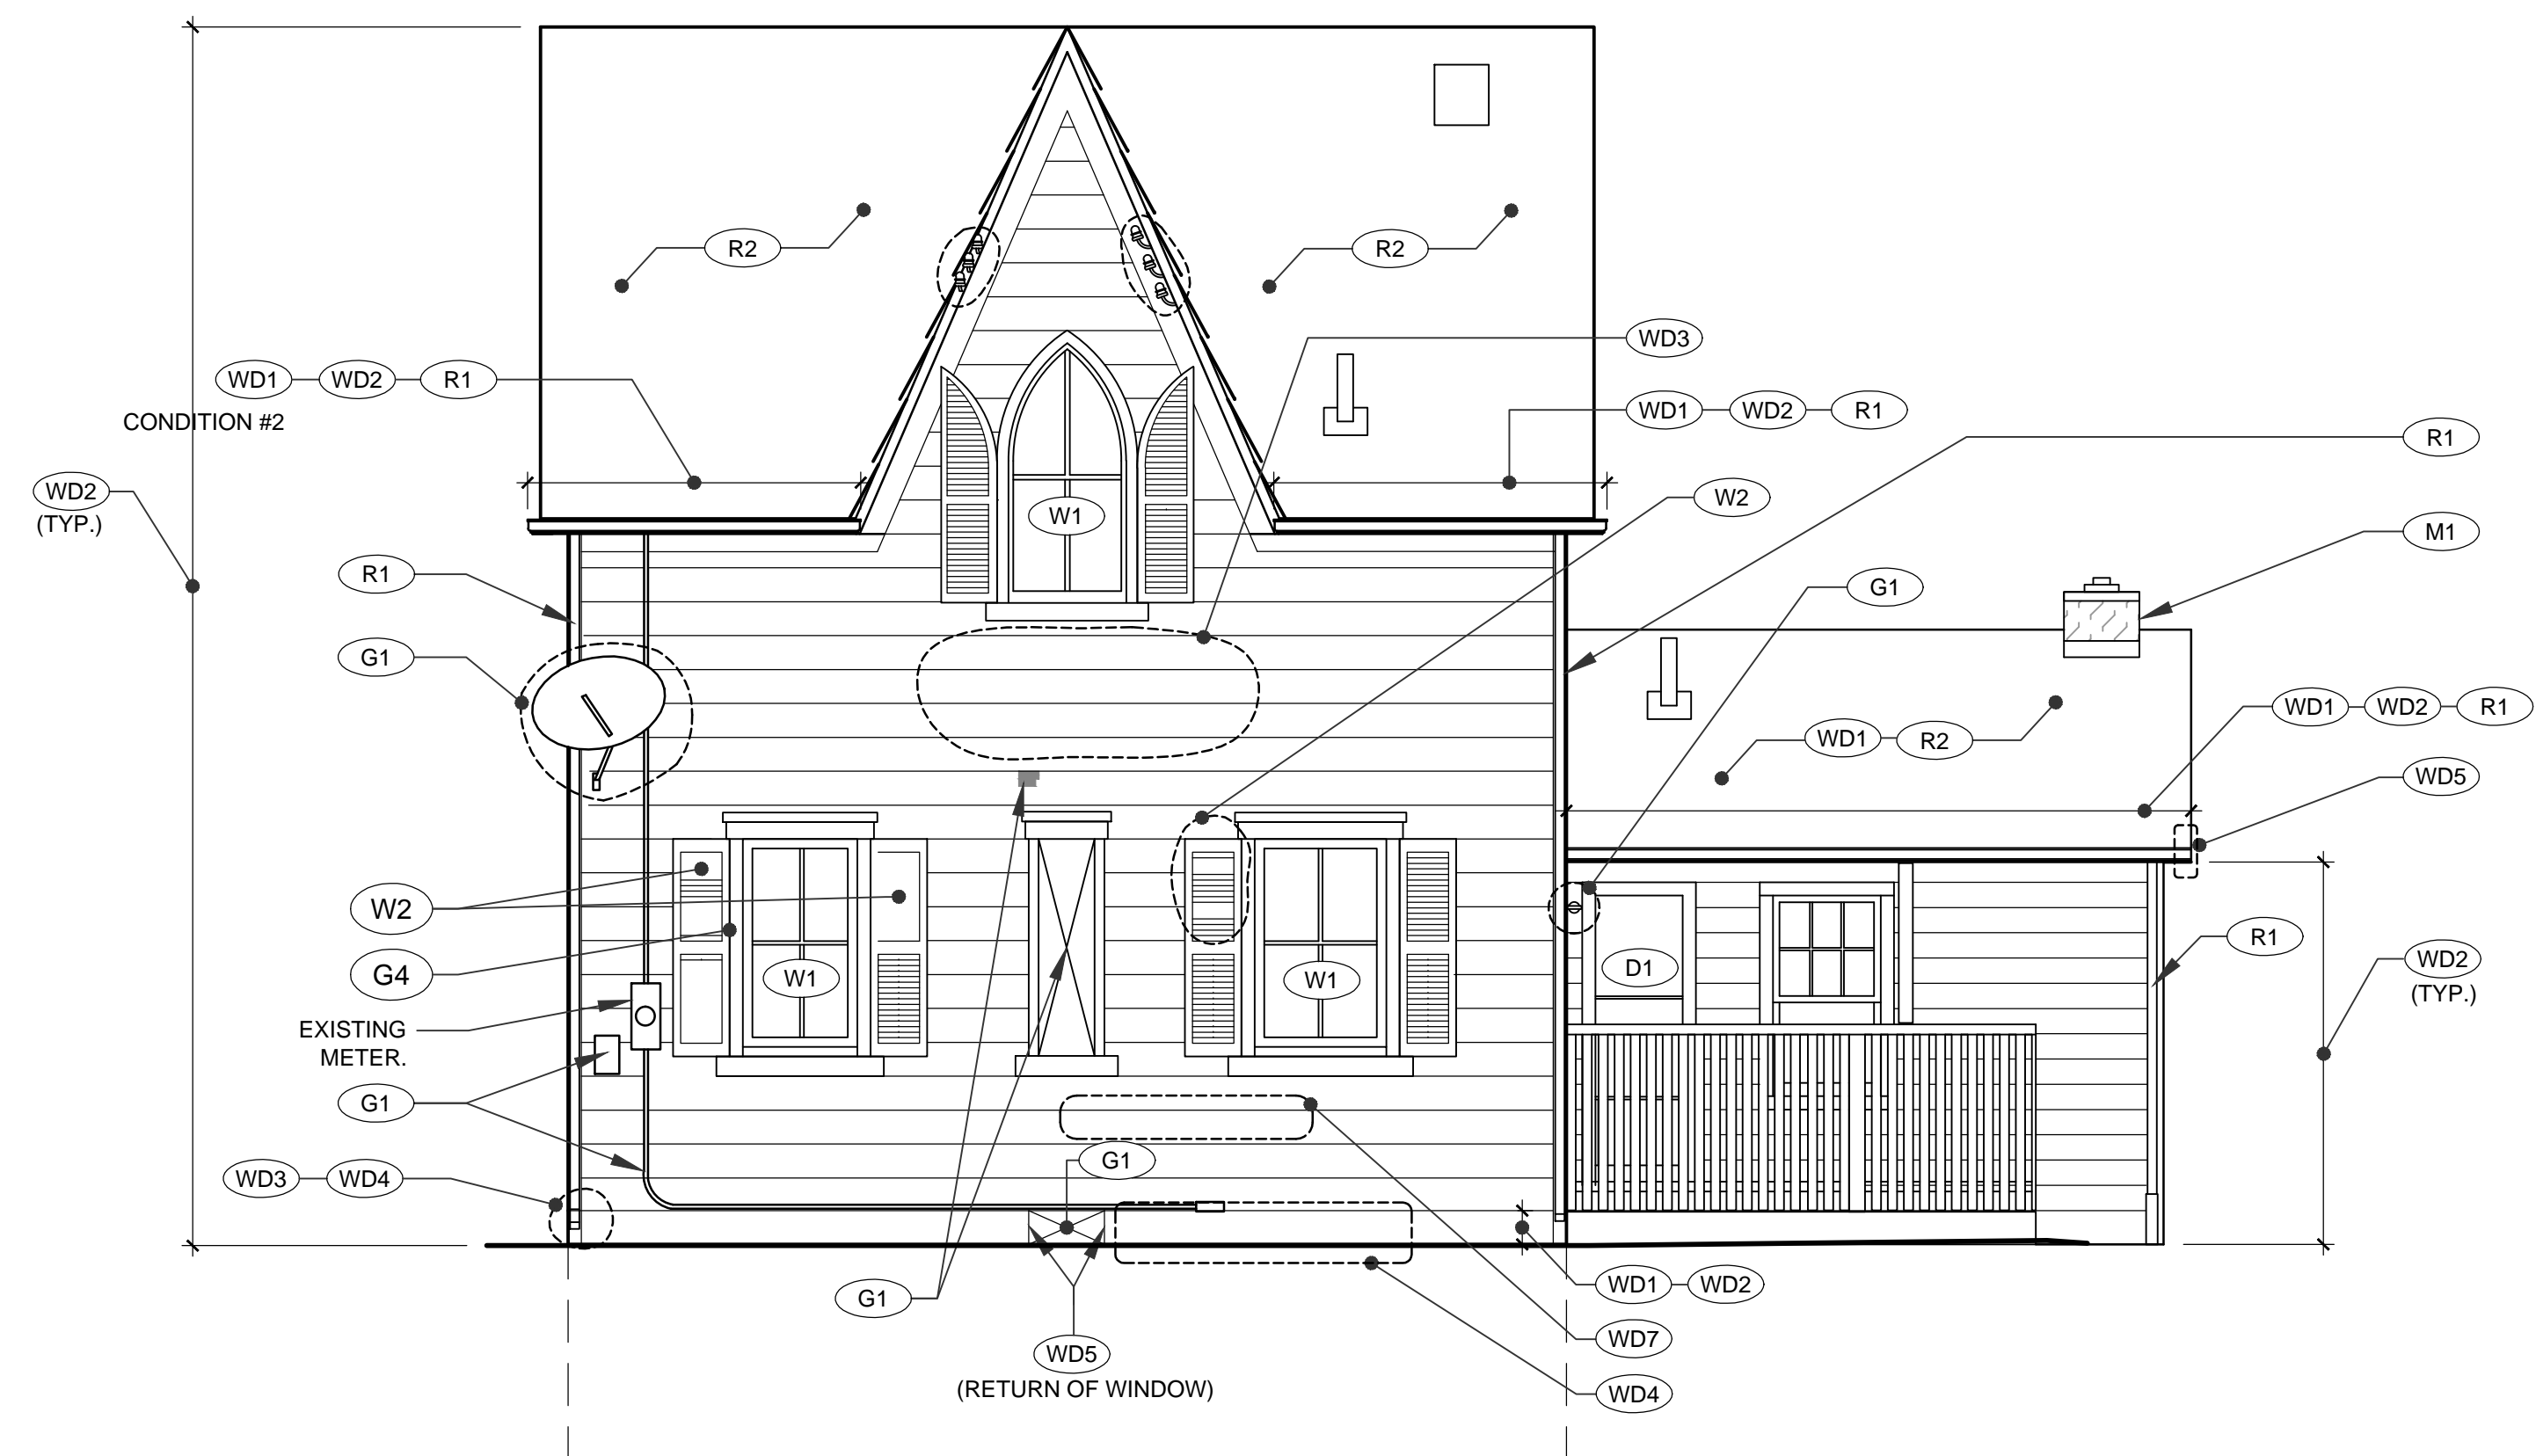 R2
R2
WD3
WD1 WD2 R1
CONDITION #2
WD1 WD2 R1
R1
WD2
(TYP.)
W2
W1
M1
R1
G1
G1
WD1 WD2 R1
WD1 R2
WD5
W2
G4
W1
W1
D1
R1
WD2
(TYP.)
EXISTING
METER.
G1
G1
WD3 WD4
G1
WD1 WD2
WD5
(RETURN OF WINDOW)
WD7
WD4